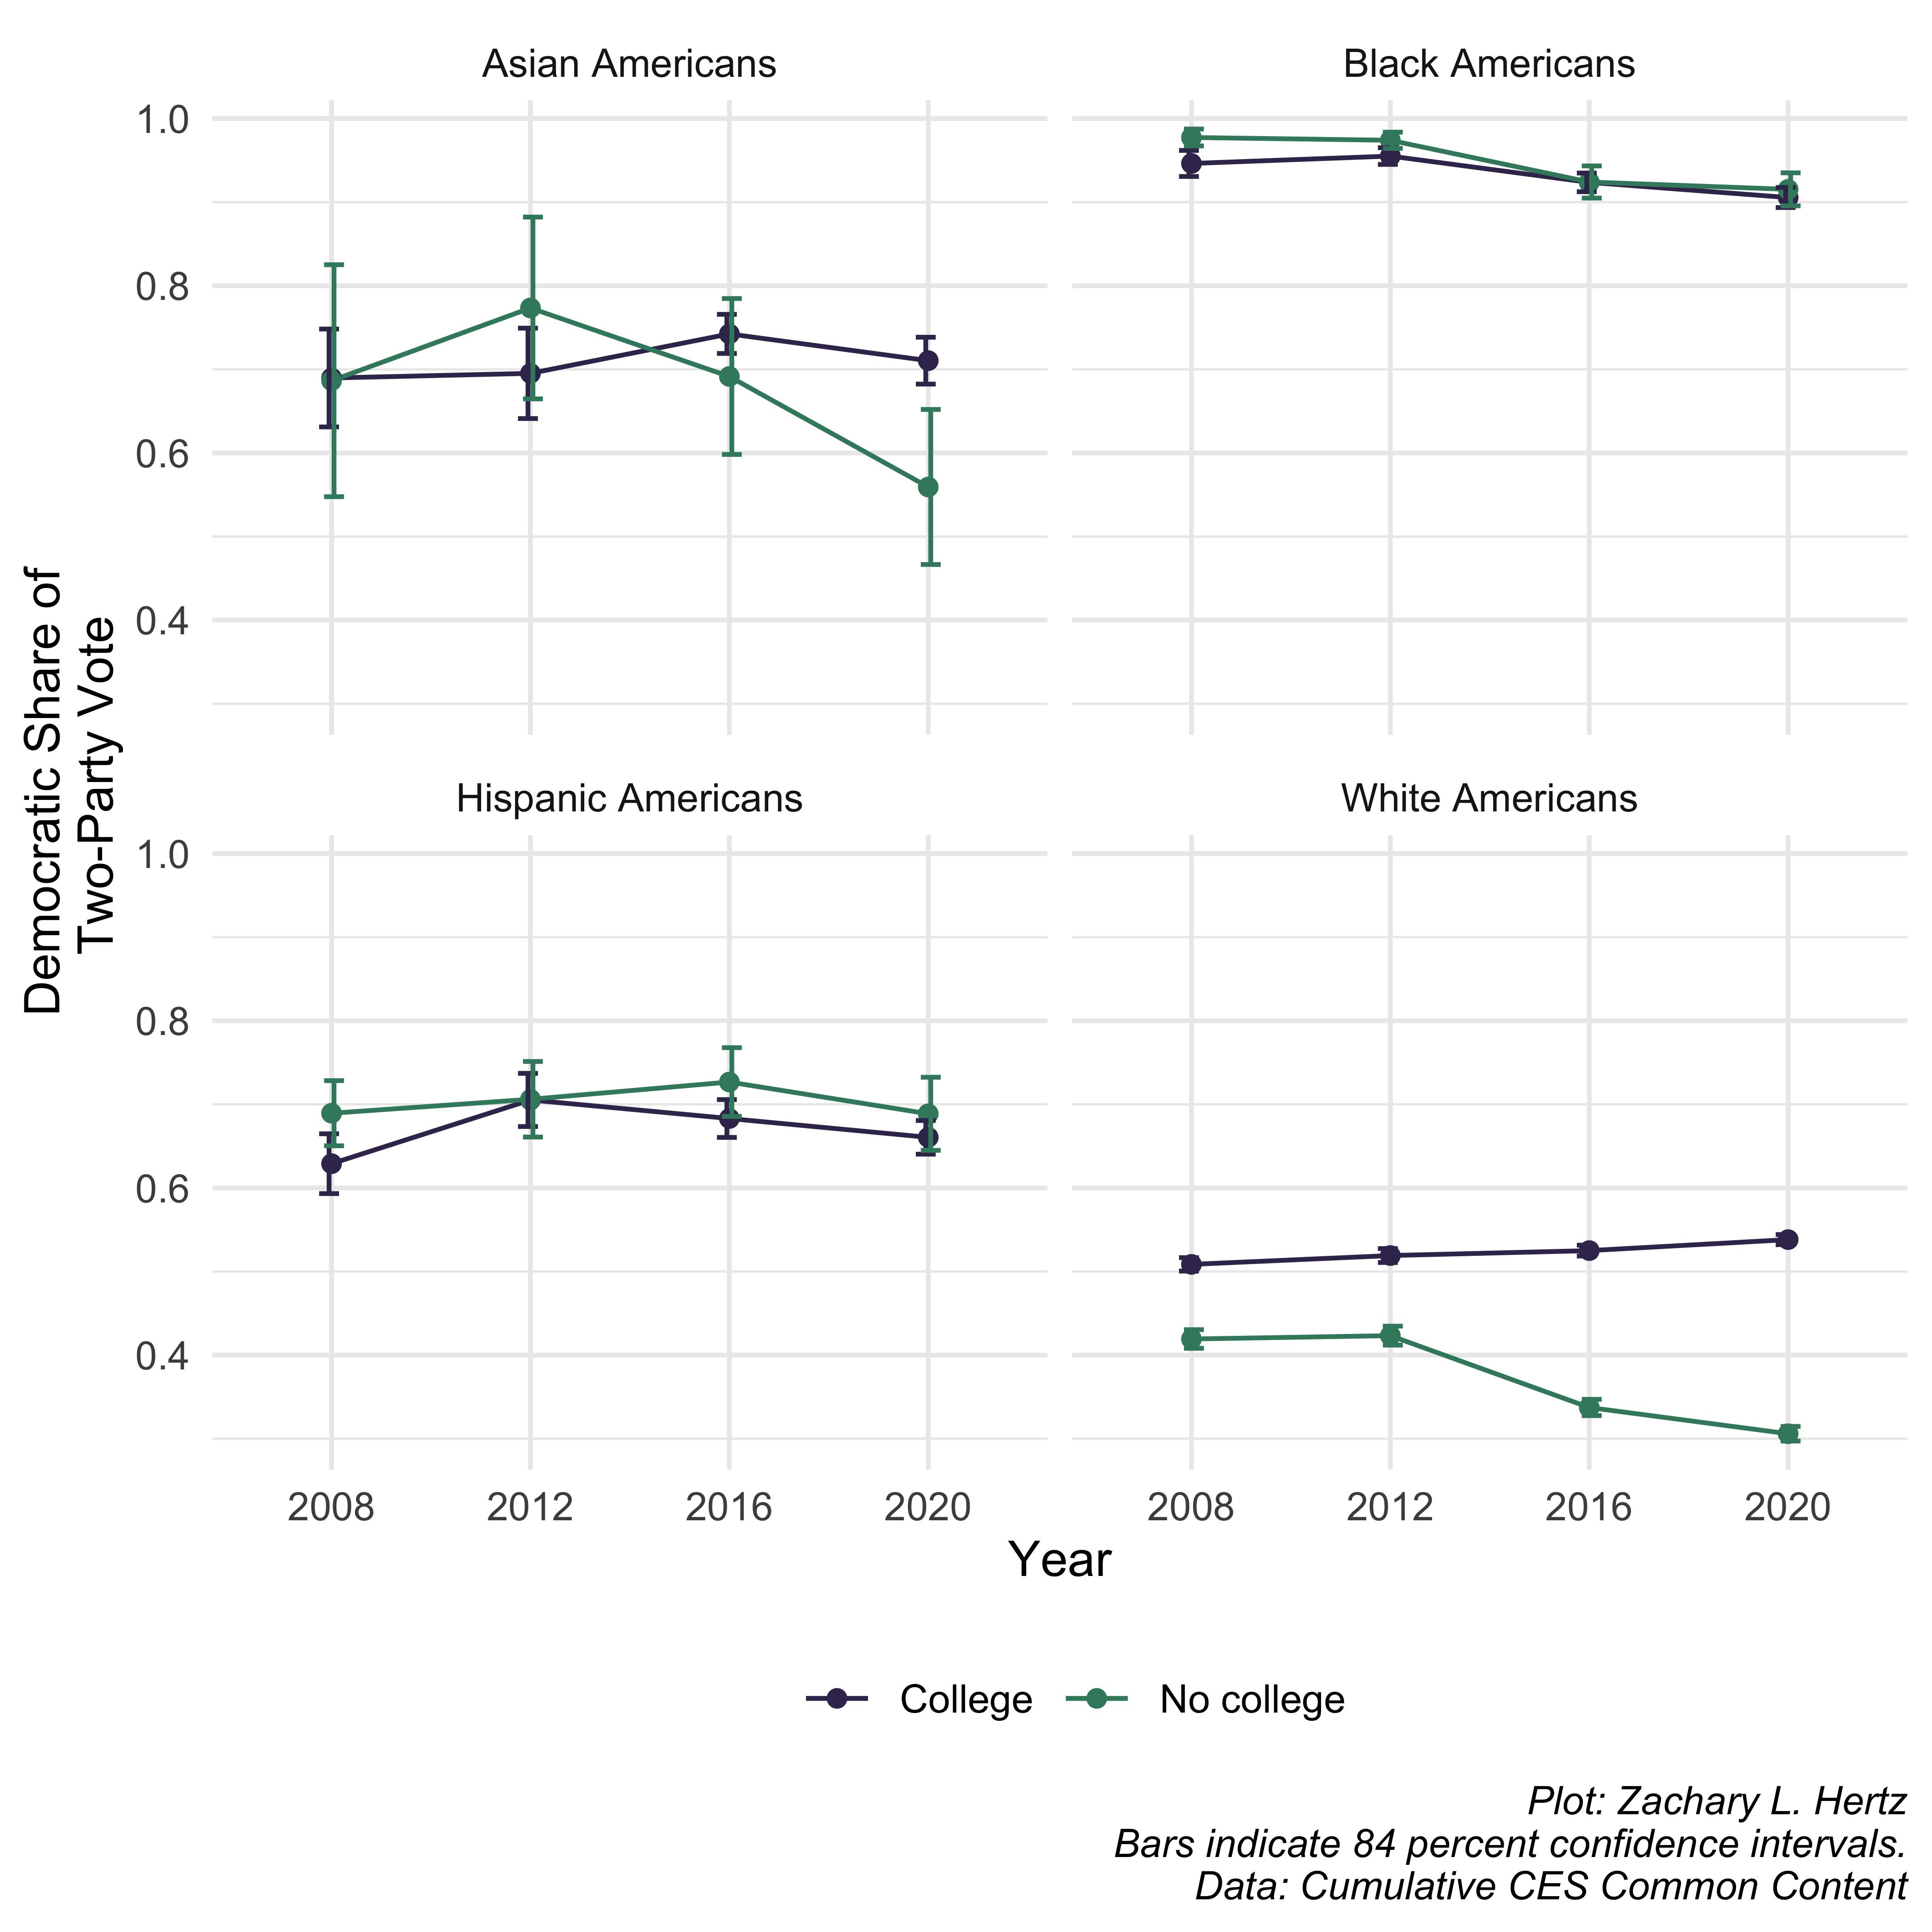 Asian Americans
Black Americans
1.0
0.8
0.6
0.4
Hispanic Americans
White Americans
1.0
0.8
0.6
0.4
Democratic Share of
Two-Party Vote
2008 2012 2016 2020
2008 2012 2016 2020
Year
College
No college
Plot: Zachary L. Hertz
Bars indicate 84 percent confidence intervals.
Data: Cumulative CES Common Content